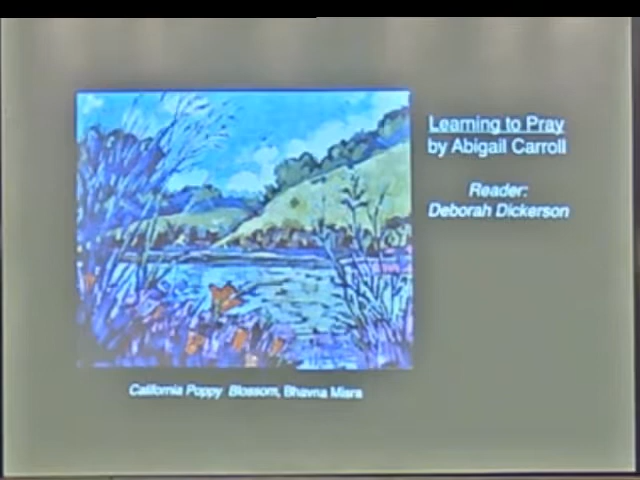 Learning to Pray
by Abigail Carroll
Reader:
Deborah Dickerson
California Poppy Blossom, Bhavna Misra